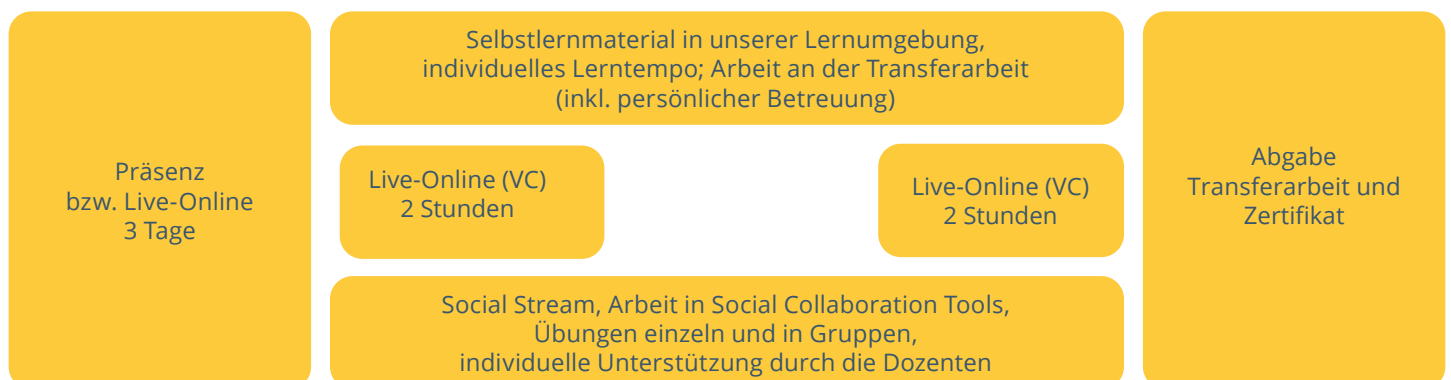 Präsenz
bzw. Live-Online
3 Tage
Selbstlernmaterial in unserer Lernumgebung,
individuelles Lerntempo; Arbeit an der Transferarbeit
(inkl. persönlicher Betreuung)
Live-Online (VC)
2 Stunden
Live-Online (VC)
2 Stunden
Social Stream, Arbeit in Social Collaboration Tools,
Übungen einzeln und in Gruppen,
individuelle Unterstützung durch die Dozenten
Abgabe
Transferarbeit und
Zertifikat